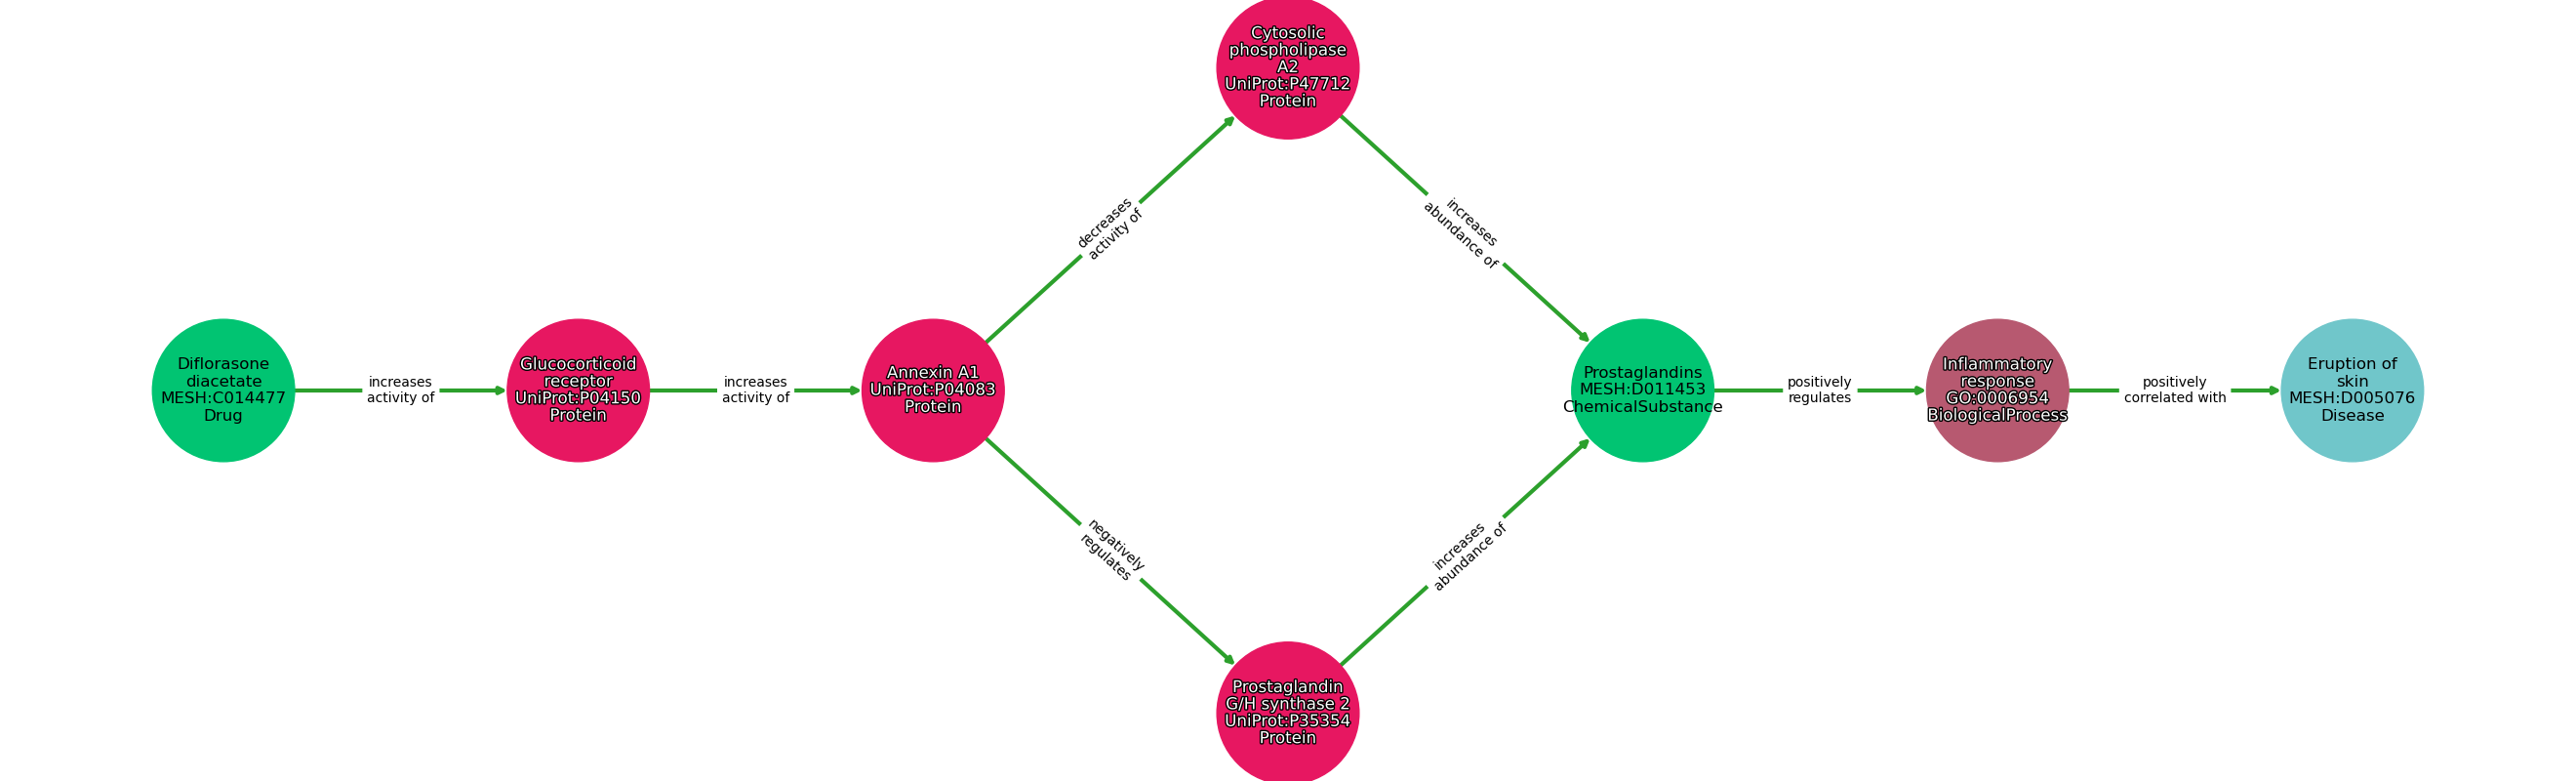 Cytosolic
phospholipase
A2
UniProt:P47712
Protein
decreases
activity of
increases
abundance of
Diflorasone
diacetate
MESH:C014477
Drug
increases
activity of
Glucocorticoid
receptor
UniProt:P04150
Protein
increases
activity of
Annexin A1
UniProt:P04083
Protein
Prostaglandins
MESH:D011453
ChemicalSubstance
positively
regulates
Inflammatory
response
GO:0006954
BiologicalProcess
positively
correlated with
Eruption of
skin
MESH:D005076
Disease
negatively
regulates
increases
abundance of
Prostaglandin
G/H synthase 2
UniProt:P35354
Protein